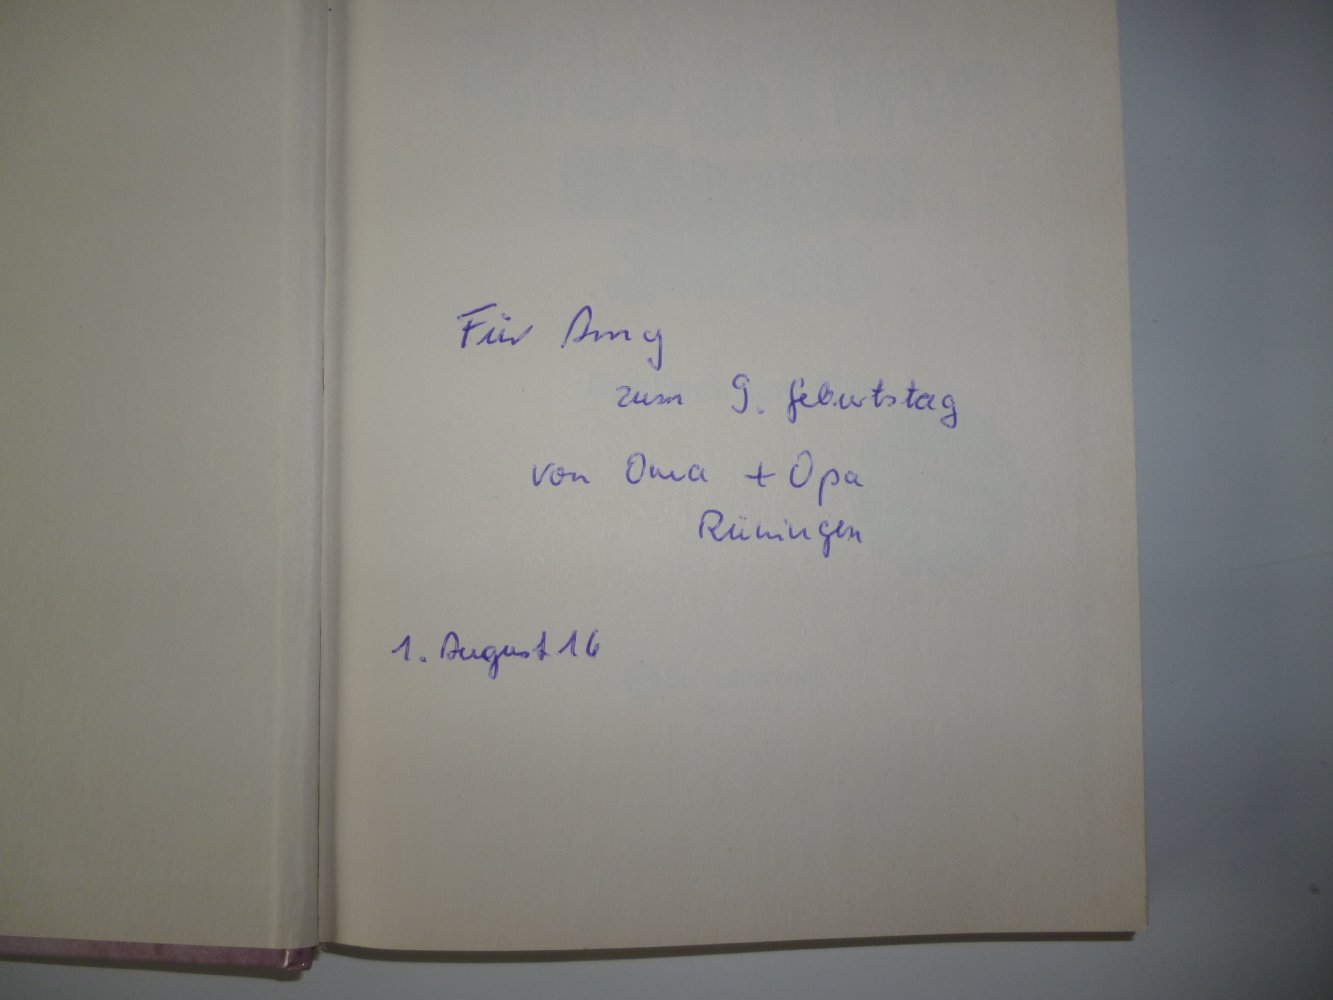 Für Amy
zum 9. Geburtstag
von Oma + Opa
Rüningen
1. August 16